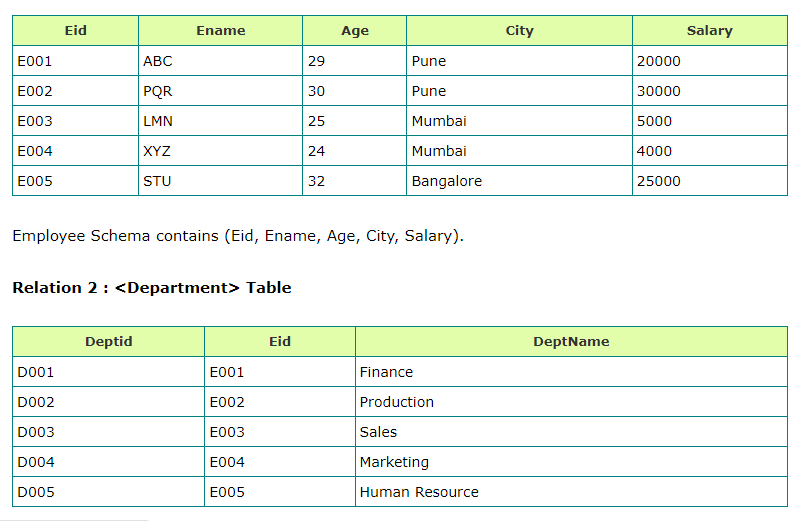 Eid Ename Age City Salary
E001 ABC 29 Pune 20000
E002 PQR 30 Pune 30000
E003 LMN 25 Mumbai 5000
E004 XYZ 24 Mumbai 4000
E005 STU 32 Bangalore 25000
Employee Schema contains (Eid, Ename, Age, City, Salary).
Relation 2 : <Department> Table
Deptid Eid DeptName
D001 E001 Finance
D002 E002 Production
D003 E003 Sales
D004 E004 Marketing
D005 E005 Human Resource